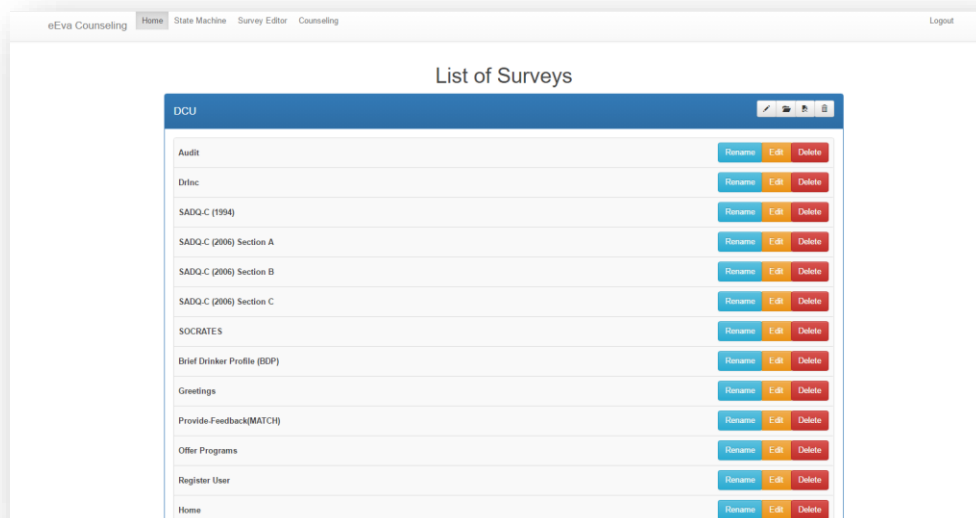 eEva Counseling Home State Machine Survey Editor Counseling Logout
List of Surveys
DCU
Audit Rename Edit Delete
DrInc Rename Edit Delete
SADQ-C (1994) Rename Edit Delete
SADQ-C (2006) Section A Rename Edit Delete
SADQ-C (2006) Section B Rename Edit Delete
SADQ-C (2006) Section C Rename Edit Delete
SOCRATES Rename Edit Delete
Brief Drinker Profile (BDP) Rename Edit Delete
Greetings Rename Edit Delete
Provide-Feedback(MATCH) Rename Edit Delete
Offer Programs Rename Edit Delete
Register User Rename Edit Delete
Home Rename Edit Delete